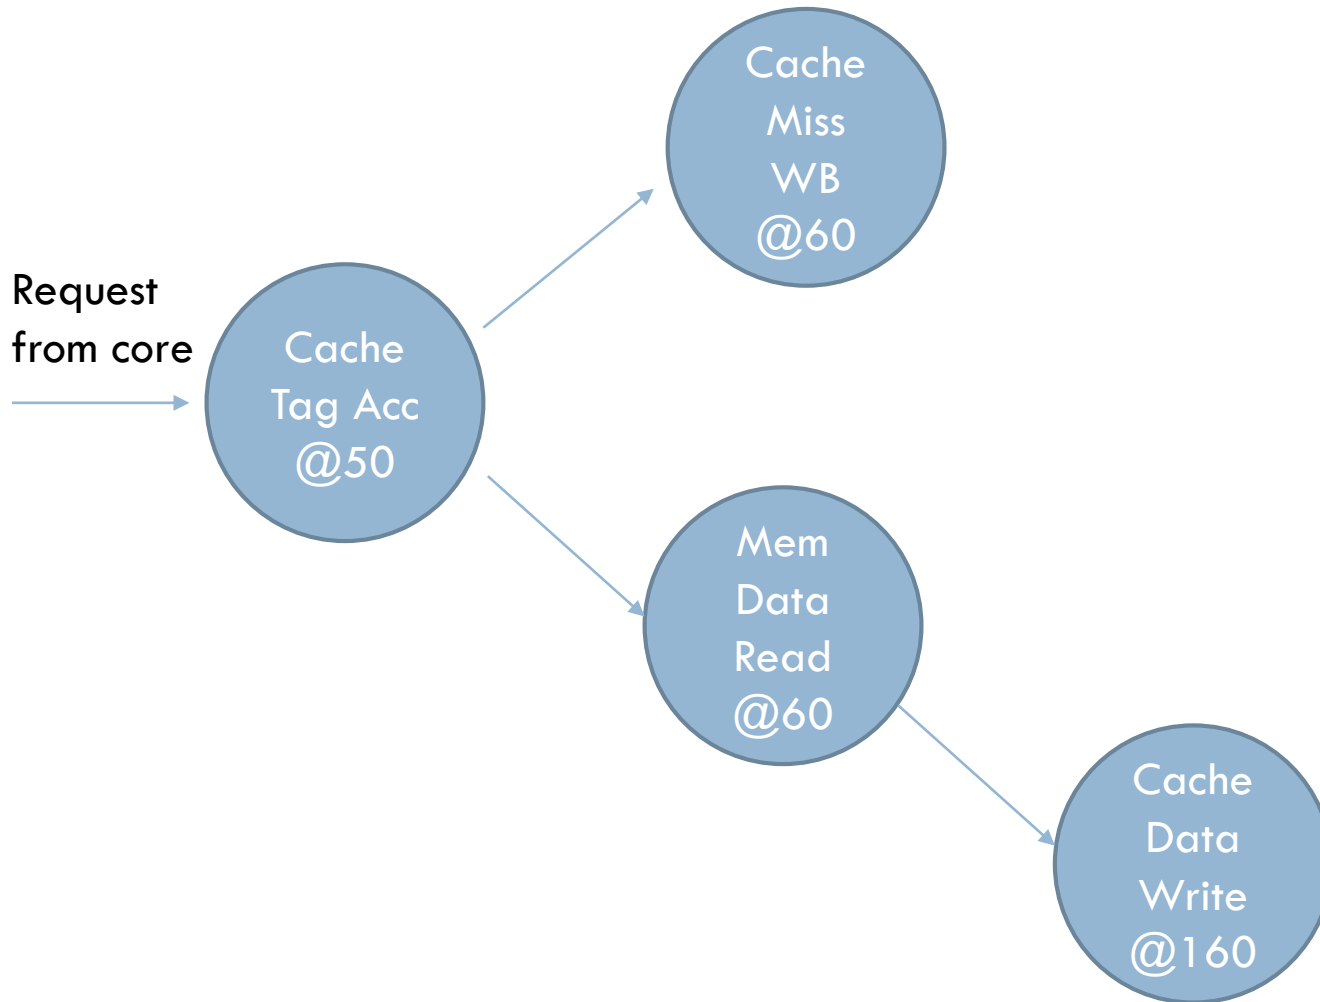 Request
from core
Cache
Tag Acc
@50
Cache
Miss
WB
@60
Mem
Data
Read
@60
Cache
Data
Write
@160